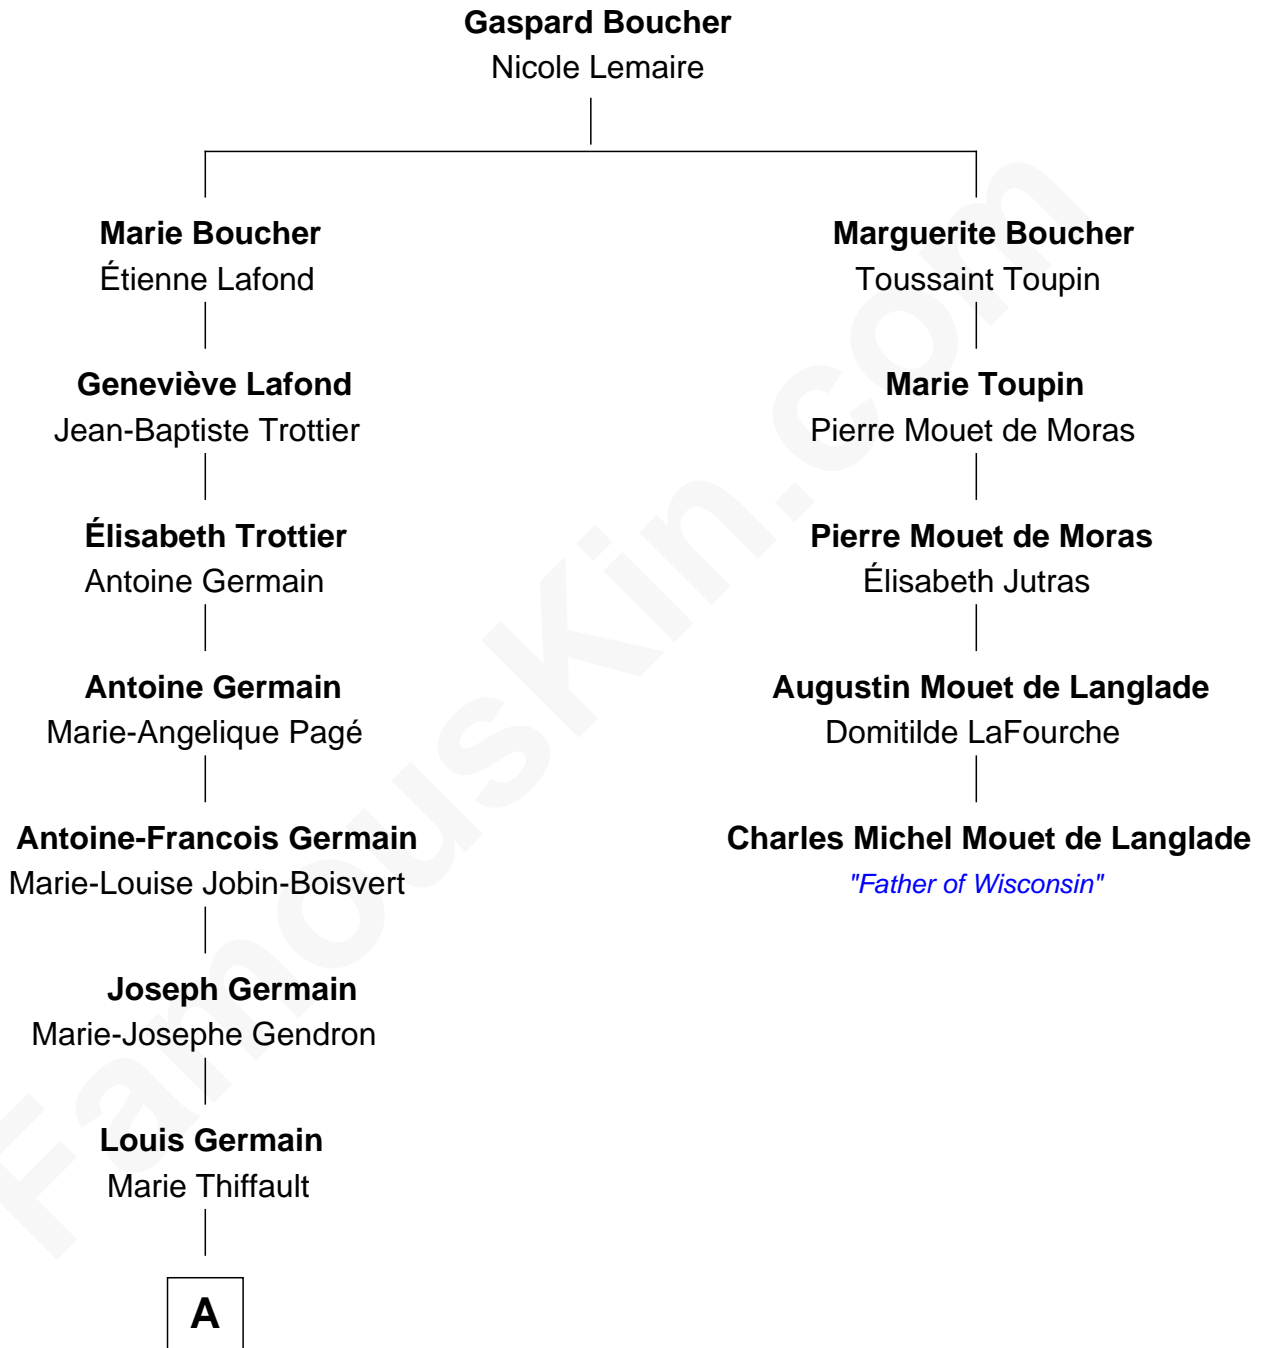 Gaspard Boucher
Nicole Lemaire
Marie Boucher
Étienne Lafond
Marguerite Boucher
Toussaint Toupin
Geneviève Lafond
Jean-Baptiste Trottier
Marie Toupin
Pierre Mouet de Moras
Élisabeth Trottier
Antoine Germain
Pierre Mouet de Moras
Élisabeth Jutras
Antoine Germain
Marie-Angelique Pagé
Augustin Mouet de Langlade
Domitilde LaFourche
Antoine-Francois Germain
Marie-Louise Jobin-Boisvert
Charles Michel Mouet de Langlade
"Father of Wisconsin"
Joseph Germain
Marie-Josephe Gendron
Louis Germain
Marie Thiffault
A
FamousKin.com